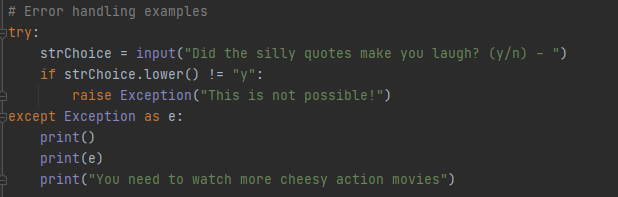 # Error handling examples
try:
    strChoice = input("Did the silly quotes make you laugh? (y/n) - ")
    if strChoice.lower() != "y":
        raise Exception("This is not possible!")
except Exception as e:
    print()
    print(e)
    print("You need to watch more cheesy action movies")